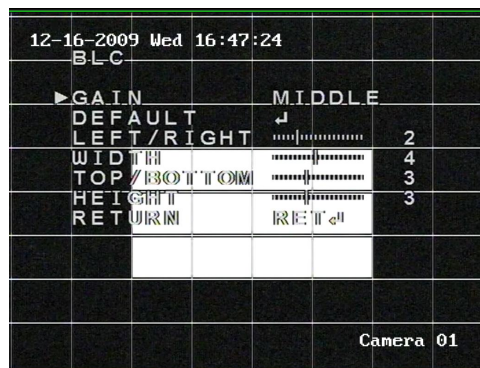 12-16-2009 Wed 16:47:24
BLC
►GAIN MIDDLE
DEFAULT ↲
LEFT/RIGHT 2
WIDTH 4
TOP/BOTTOM 3
HEIGHT 3
RETURN RET↲
Camera 01